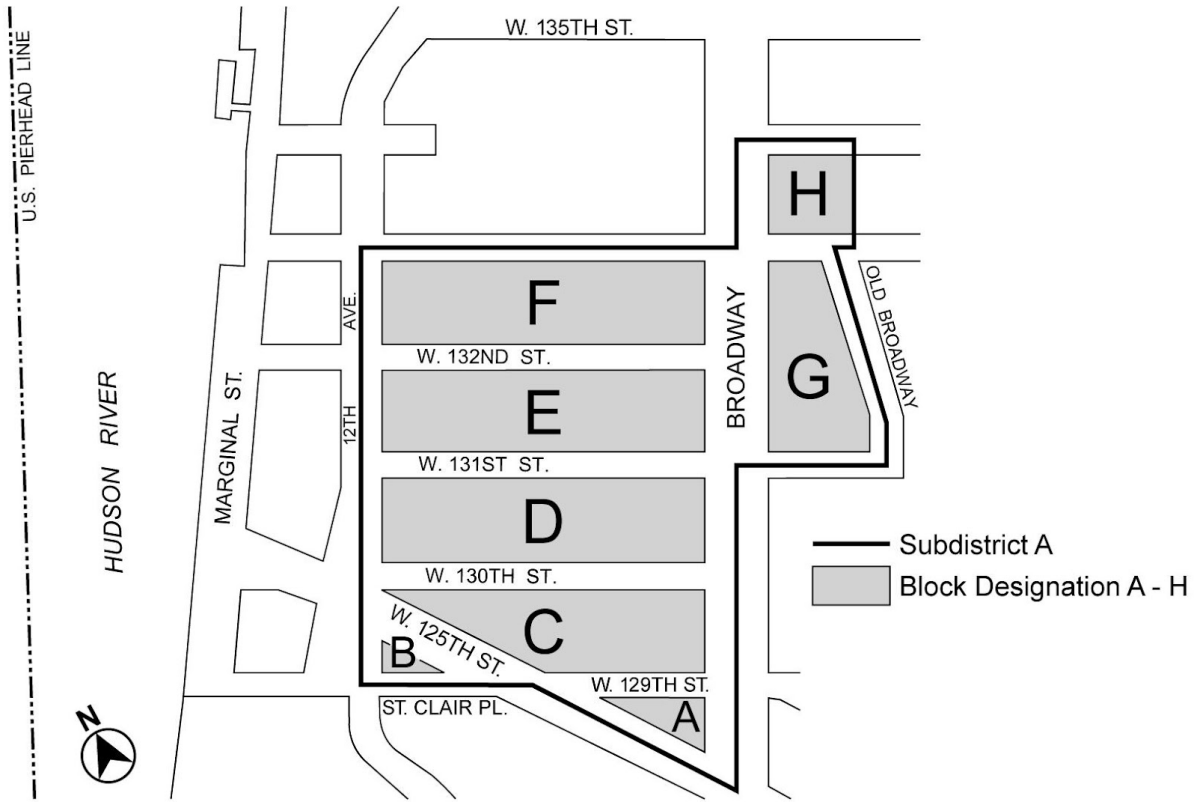 W. 135TH ST.
U.S. PIERHEAD LINE
H
OLD BROADWAY
F
12TH AVE.
BROADWAY
W. 132ND ST.
G
MARGINAL ST.
HUDSON RIVER
E
W. 131ST ST.
D
Subdistrict A
W. 130TH ST.
Block Designation A - H
W. 125TH ST.
C
B
W. 129TH ST.
ST. CLAIR PL.
A
N